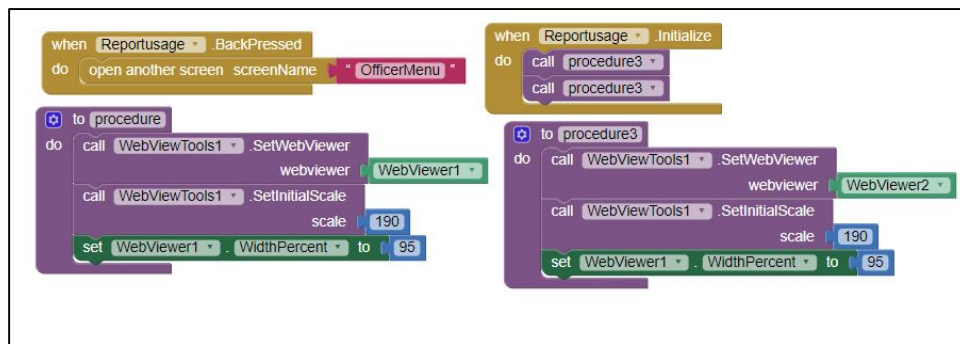 when Reportusage .BackPressed
do open another screen screenName " OfficerMenu "
to procedure
do call WebViewTools1 .SetWebViewer
webviewer WebViewer1
call WebViewTools1 .SetInitialScale
scale 190
set WebViewer1 . WidthPercent to 95
when Reportusage .Initialize
do call procedure3
call procedure3
to procedure3
do call WebViewTools1 .SetWebViewer
webviewer WebViewer2
call WebViewTools1 .SetInitialScale
scale 190
set WebViewer1 . WidthPercent to 95